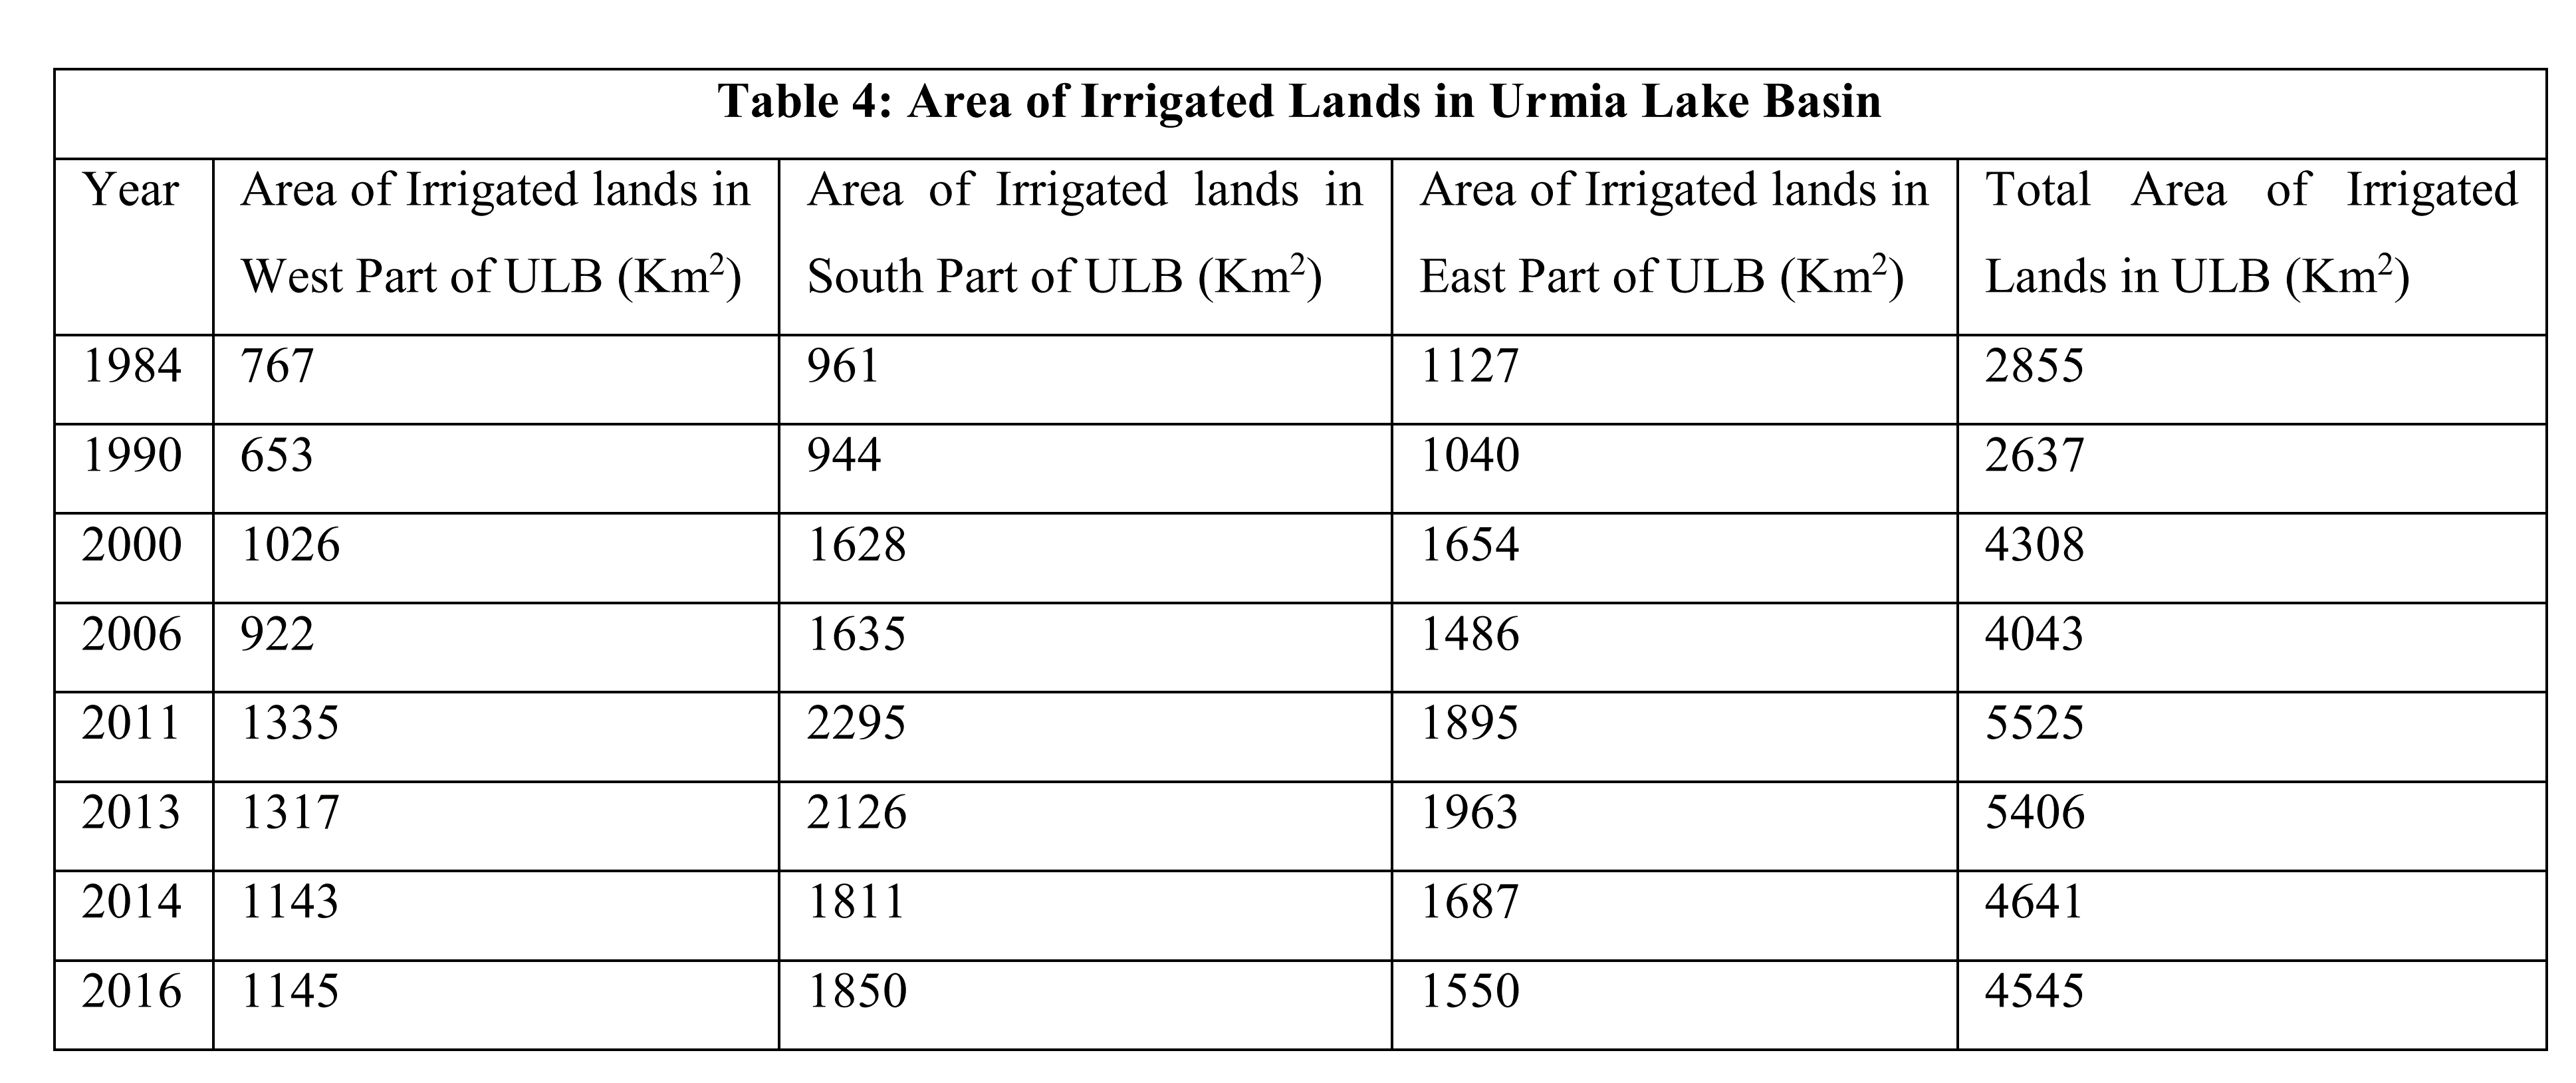 Table 4: Area of Irrigated Lands in Urmia Lake Basin
Year Area of Irrigated lands in West Part of ULB (Km²) Area of Irrigated lands in South Part of ULB (Km²) Area of Irrigated lands in East Part of ULB (Km²) Total Area of Irrigated Lands in ULB (Km²)
1984 767 961 1127 2855
1990 653 944 1040 2637
2000 1026 1628 1654 4308
2006 922 1635 1486 4043
2011 1335 2295 1895 5525
2013 1317 2126 1963 5406
2014 1143 1811 1687 4641
2016 1145 1850 1550 4545